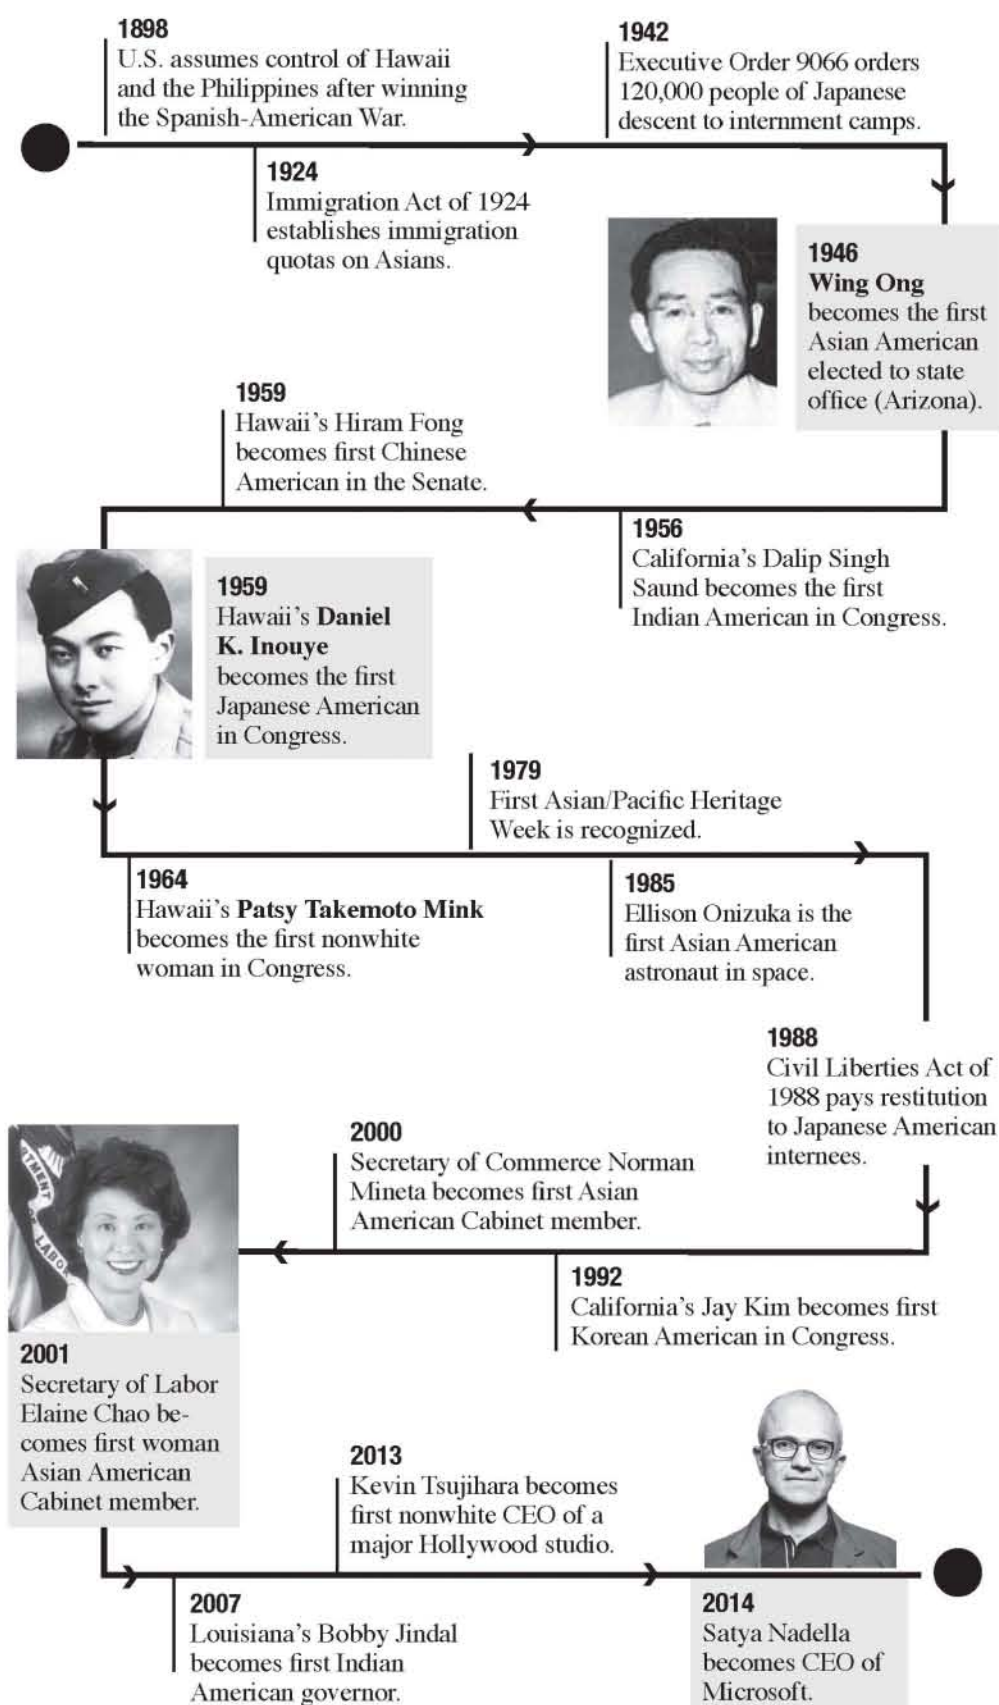 1898
U.S. assumes control of Hawaii
and the Philippines after winning
the Spanish-American War.
1924
Immigration Act of 1924
establishes immigration
quotas on Asians.
1942
Executive Order 9066 orders
120,000 people of Japanese
descent to internment camps.
1946
Wing Ong
becomes the first
Asian American
elected to state
office (Arizona).
1956
California's Dalip Singh
Saund becomes the first
Indian American in Congress.
1959
Hawaii's Hiram Fong
becomes first Chinese
American in the Senate.
1959
Hawaii's Daniel
K. Inouye
becomes the first
Japanese American
in Congress.
1964
Hawaii's Patsy Takemoto Mink
becomes the first nonwhite
woman in Congress.
1979
First Asian/Pacific Heritage
Week is recognized.
1985
Ellison Onizuka is the
first Asian American
astronaut in space.
1988
Civil Liberties Act of
1988 pays restitution
to Japanese American
internees.
1992
California's Jay Kim becomes first
Korean American in Congress.
2000
Secretary of Commerce Norman
Mineta becomes first Asian
American Cabinet member.
TMENT
OF LABOR
2001
Secretary of Labor
Elaine Chao be-
comes first woman
Asian American
Cabinet member.
2007
Louisiana's Bobby Jindal
becomes first Indian
American governor.
2013
Kevin Tsujihara becomes
first nonwhite CEO of a
major Hollywood studio.
2014
Satya Nadella
becomes CEO of
Microsoft.